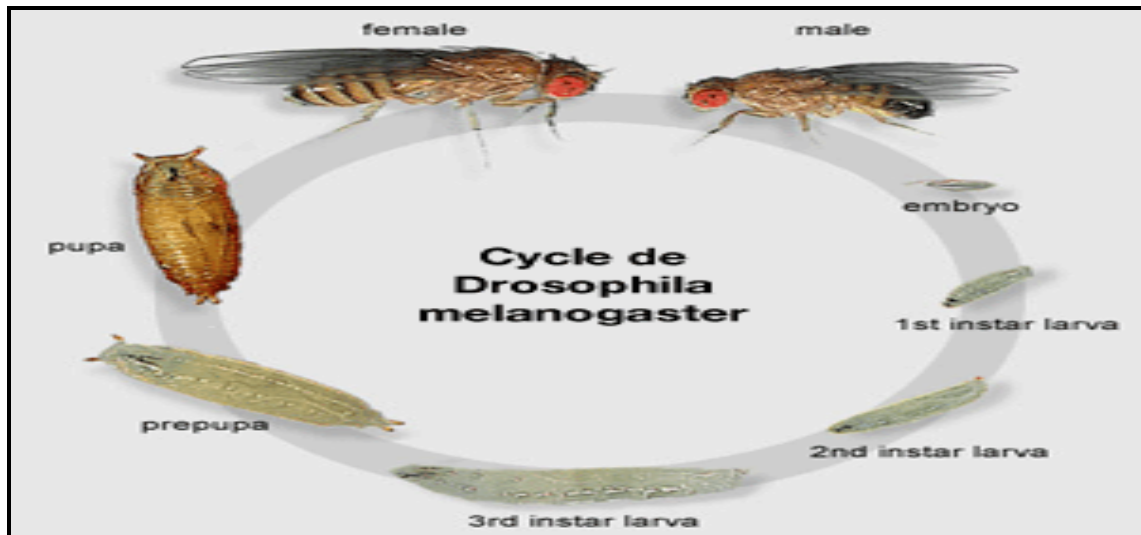 female
male
embryo
1st instar larva
2nd instar larva
3rd instar larva
prepupa
pupa
Cycle de
Drosophila
melanogaster